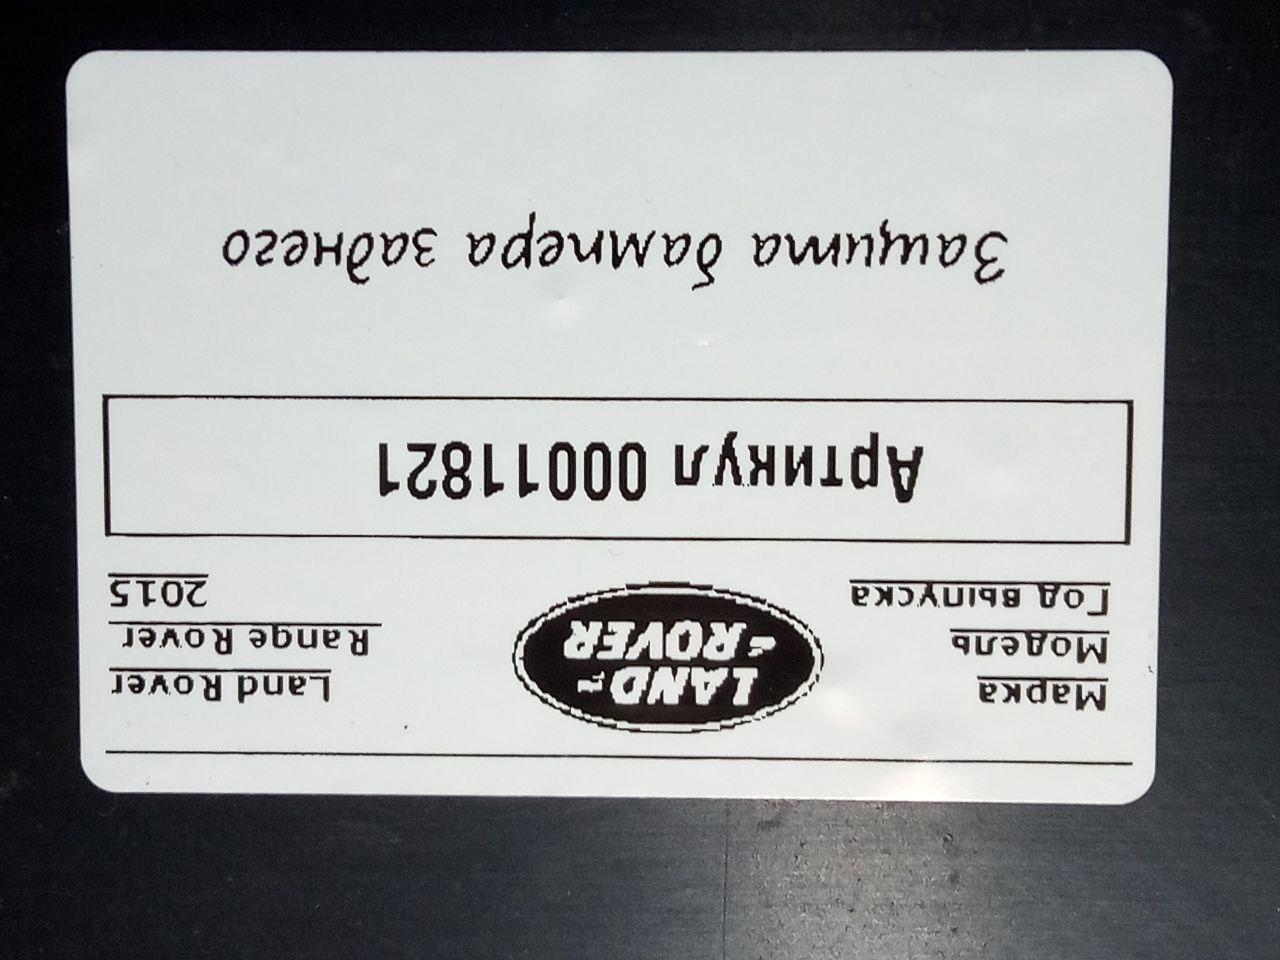 Марка Land Rover
Модель Range Rover
Год выпуска 2015
LAND-
-ROVER
Артикул 00011821
Защита бампера заднего